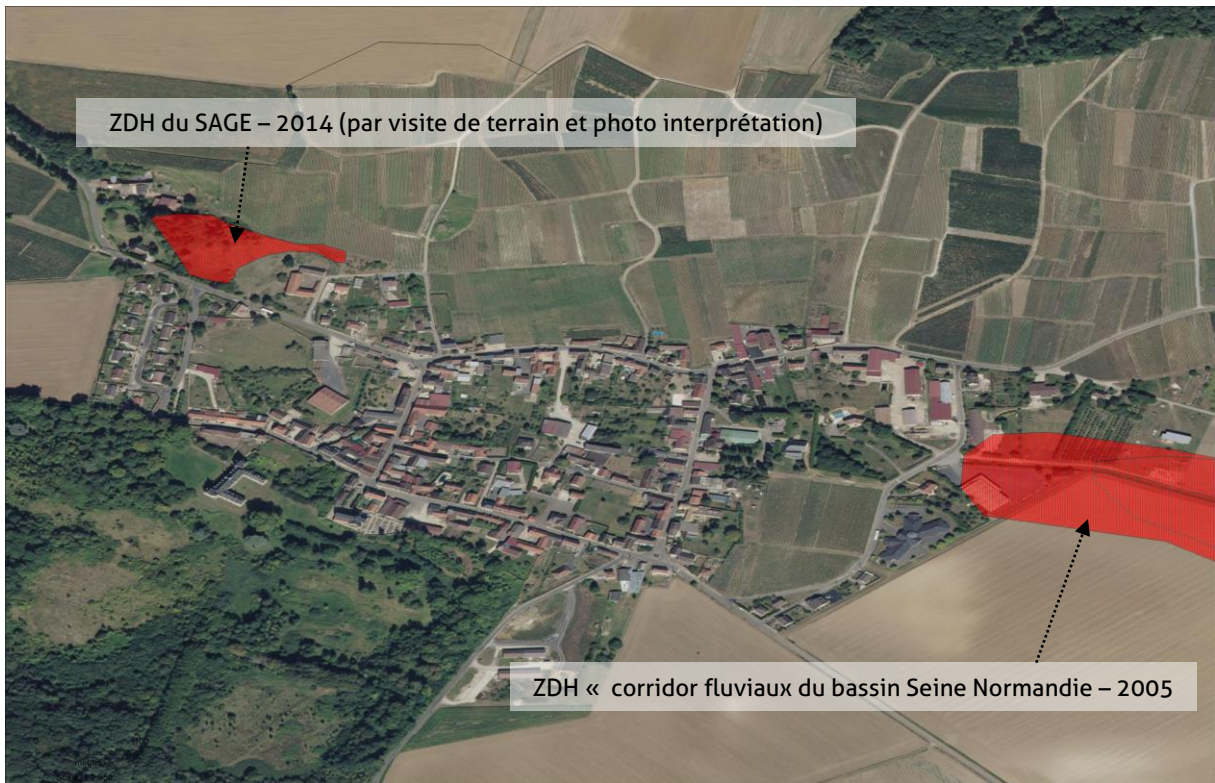 ZDH du SAGE – 2014 (par visite de terrain et photo interprétation)
ZDH « corridor fluviaux du bassin Seine Normandie – 2005